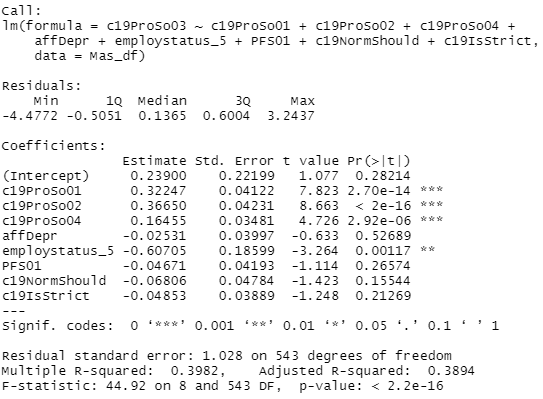 Call:
lm(formula = c19ProSo03 ~ c19ProSo01 + c19ProSo02 + c19ProSo04 +
    affDepr + employstatus_5 + PFS01 + c19NormShould + c19IsStrict,
    data = Mas_df)

Residuals:
    Min      1Q  Median      3Q     Max
-4.4772 -0.5051  0.1365  0.6004  3.2437

Coefficients:
               Estimate Std. Error t value Pr(>|t|)
(Intercept)     0.23900    0.22199   1.077  0.28214
c19ProSo01      0.32247    0.04122   7.823 2.70e-14 ***
c19ProSo02      0.36650    0.04231   8.663  < 2e-16 ***
c19ProSo04      0.16455    0.03481   4.726 2.92e-06 ***
affDepr        -0.02531    0.03997  -0.633  0.52689
employstatus_5 -0.60705    0.18599  -3.264  0.00117 **
PFS01          -0.04671    0.04193  -1.114  0.26574
c19NormShould  -0.06806    0.04784  -1.423  0.15544
c19IsStrict    -0.04853    0.03889  -1.248  0.21269
---
Signif. codes:  0 ‘***’ 0.001 ‘**’ 0.01 ‘*’ 0.05 ‘.’ 0.1 ‘ ’ 1

Residual standard error: 1.028 on 543 degrees of freedom
Multiple R-squared:  0.3982,    Adjusted R-squared:  0.3894
F-statistic: 44.92 on 8 and 543 DF,  p-value: < 2.2e-16